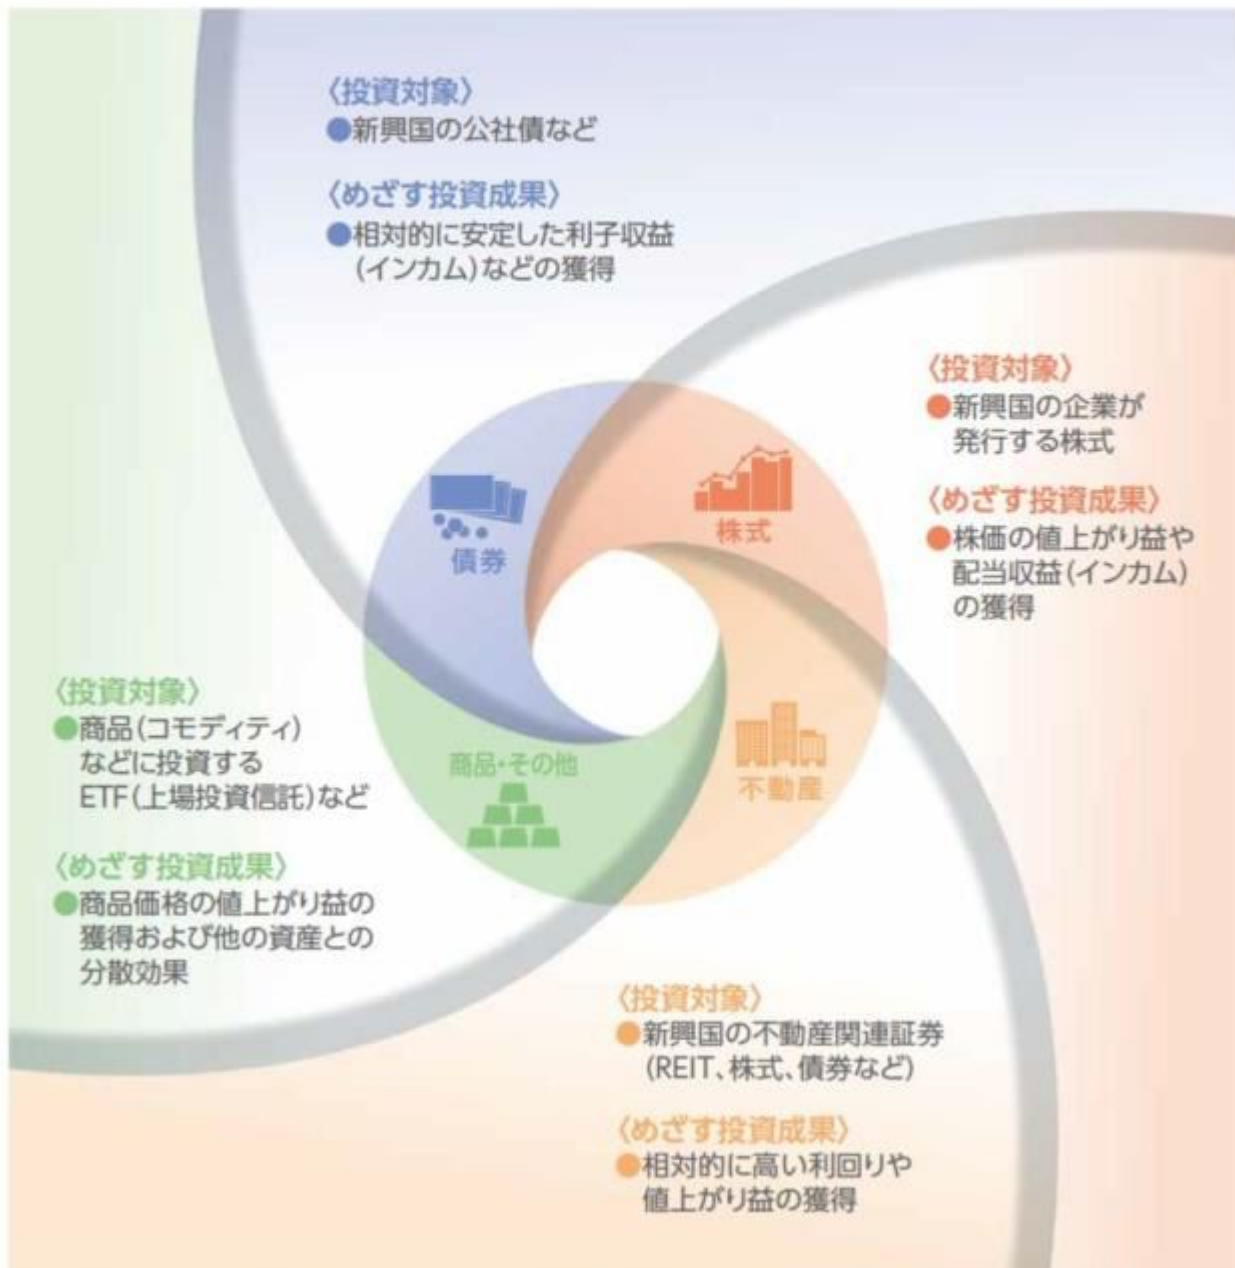 〈投資対象〉
●新興国の公社債など
〈めざす投資成果〉
●相対的に安定した利子収益
(インカム)などの獲得
〈投資対象〉
●新興国の企業が
発行する株式
〈めざす投資成果〉
●株価の値上がり益や
配当収益(インカム)
の獲得
債券
株式
商品・その他
不動産
〈投資対象〉
●商品(コモディティ)
などに投資する
ETF(上場投資信託)など
〈めざす投資成果〉
●商品価格の値上がり益の
獲得および他の資産との
分散効果
〈投資対象〉
●新興国の不動産関連証券
(REIT、株式、債券など)
〈めざす投資成果〉
●相対的に高い利回りや
値上がり益の獲得